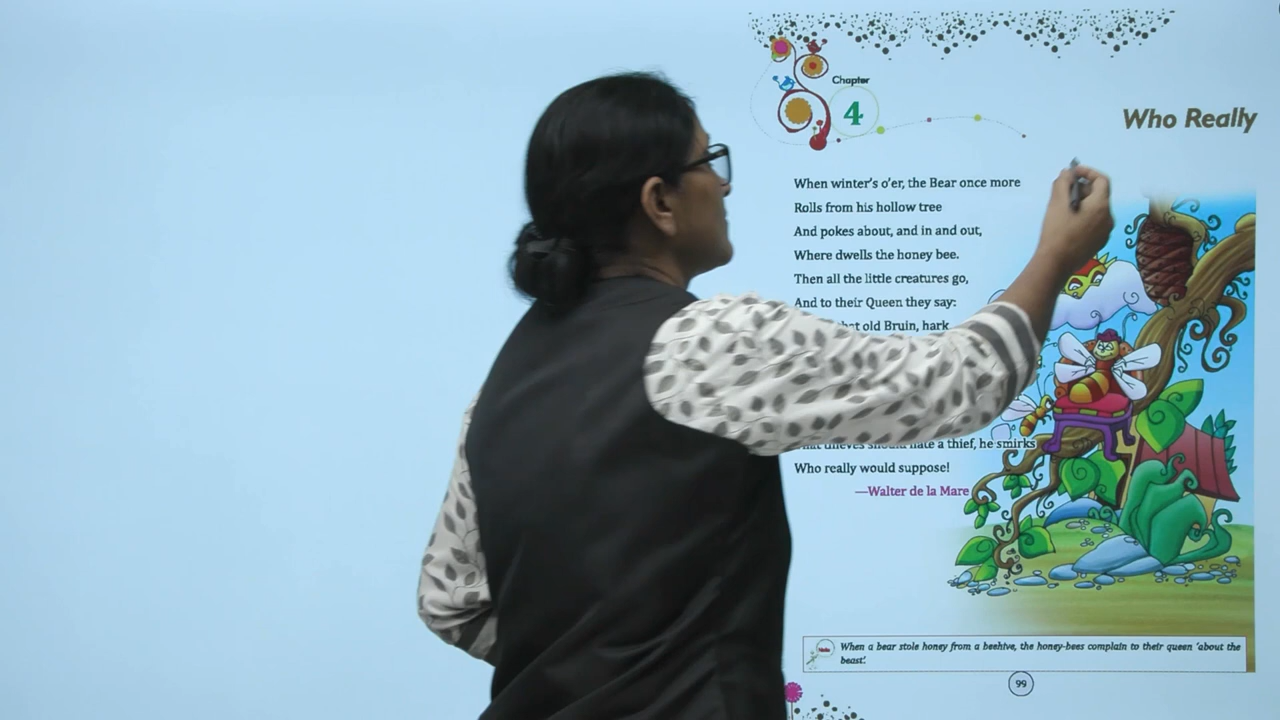 Chapter
4
Who Really
When winter's o'er, the Bear once more
Rolls from his hollow tree
And pokes about, and in and out,
Where dwells the honey bee.
Then all the little creatures go,
And to their Queen they say:
old Bruin, hark
hate a thief, he smirks
Who really would suppose!
—Walter de la Mare
Note
When a bear stole honey from a beehive, the honey-bees complain to their queen 'about the
beast'.
99